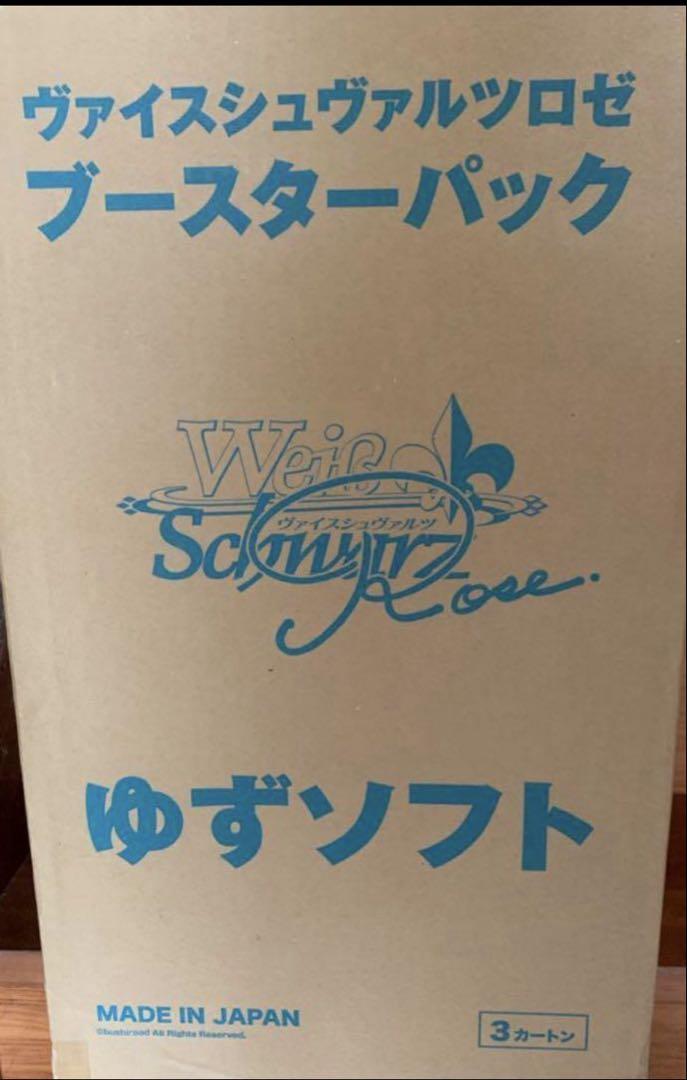 ヴァイスシュヴァルツロゼ
ブースターパック
Weiß
Schwarz
ヴァイスシュヴァルツ
Rose.
ゆずソフト
MADE IN JAPAN
©bushiroad All Rights Reserved.
3カートン